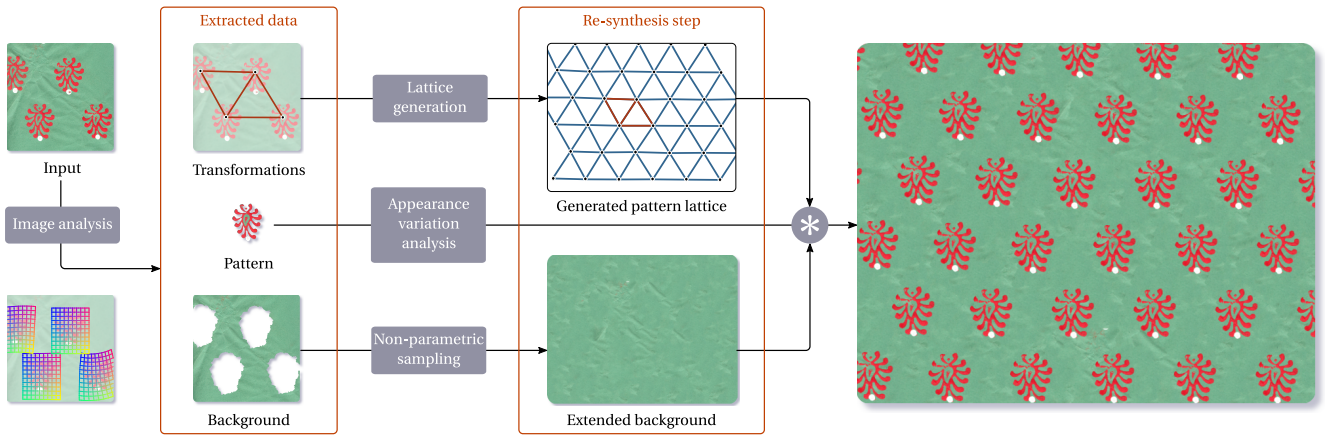 Extracted data
Re-synthesis step
Input
Image analysis
Transformations
Pattern
Background
Lattice
generation
Appearance
variation
analysis
Non-parametric
sampling
Generated pattern lattice
Extended background
*